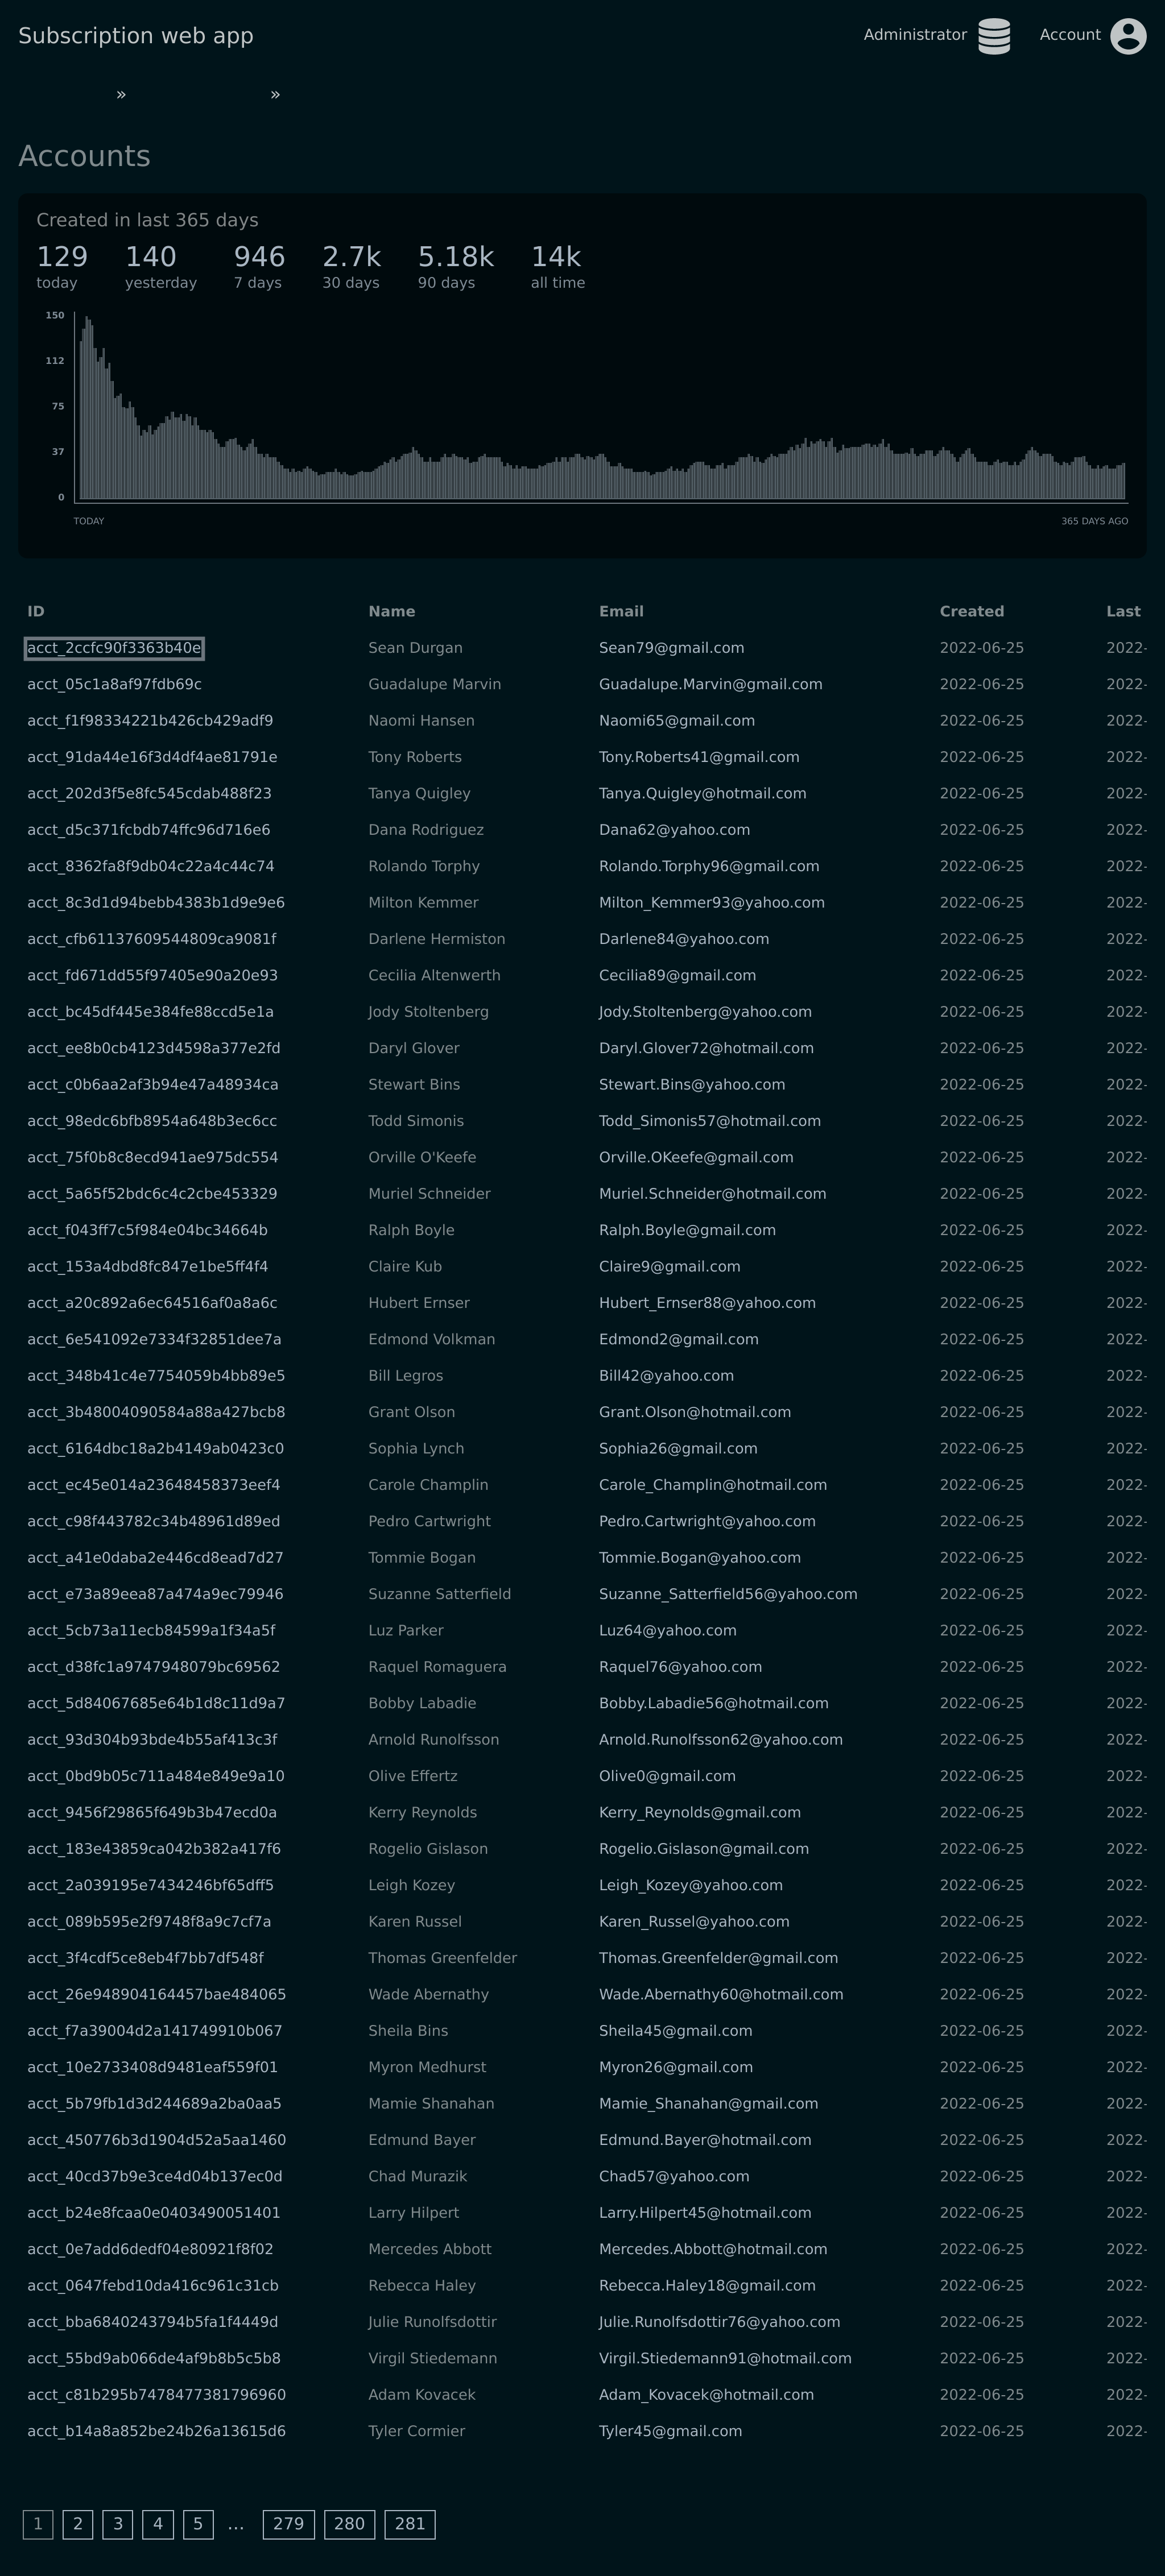 Subscription web app Administrator Account
» »
Accounts
Created in last 365 days
129 140 946 2.7k 5.18k 14k
today yesterday 7 days 30 days 90 days all time
150
112
75
37
0
TODAY 365 DAYS AGO
ID Name Email Created Last
acct_2ccfc90f3363b40e Sean Durgan Sean79@gmail.com 2022-06-25 2022-
acct_05c1a8af97fdb69c Guadalupe Marvin Guadalupe.Marvin@gmail.com 2022-06-25 2022-
acct_f1f98334221b426cb429adf9 Naomi Hansen Naomi65@gmail.com 2022-06-25 2022-
acct_91da44e16f3d4df4ae81791e Tony Roberts Tony.Roberts41@gmail.com 2022-06-25 2022-
acct_202d3f5e8fc545cdab488f23 Tanya Quigley Tanya.Quigley@hotmail.com 2022-06-25 2022-
acct_d5c371fcbdb74ffc96d716e6 Dana Rodriguez Dana62@yahoo.com 2022-06-25 2022-
acct_8362fa8f9db04c22a4c44c74 Rolando Torphy Rolando.Torphy96@gmail.com 2022-06-25 2022-
acct_8c3d1d94bebb4383b1d9e9e6 Milton Kemmer Milton_Kemmer93@yahoo.com 2022-06-25 2022-
acct_cfb61137609544809ca9081f Darlene Hermiston Darlene84@yahoo.com 2022-06-25 2022-
acct_fd671dd55f97405e90a20e93 Cecilia Altenwerth Cecilia89@gmail.com 2022-06-25 2022-
acct_bc45df445e384fe88ccd5e1a Jody Stoltenberg Jody.Stoltenberg@yahoo.com 2022-06-25 2022-
acct_ee8b0cb4123d4598a377e2fd Daryl Glover Daryl.Glover72@hotmail.com 2022-06-25 2022-
acct_c0b6aa2af3b94e47a48934ca Stewart Bins Stewart.Bins@yahoo.com 2022-06-25 2022-
acct_98edc6bfb8954a648b3ec6cc Todd Simonis Todd_Simonis57@hotmail.com 2022-06-25 2022-
acct_75f0b8c8ecd941ae975dc554 Orville O'Keefe Orville.OKeefe@gmail.com 2022-06-25 2022-
acct_5a65f52bdc6c4c2cbe453329 Muriel Schneider Muriel.Schneider@hotmail.com 2022-06-25 2022-
acct_f043ff7c5f984e04bc34664b Ralph Boyle Ralph.Boyle@gmail.com 2022-06-25 2022-
acct_153a4dbd8fc847e1be5ff4f4 Claire Kub Claire9@gmail.com 2022-06-25 2022-
acct_a20c892a6ec64516af0a8a6c Hubert Ernser Hubert_Ernser88@yahoo.com 2022-06-25 2022-
acct_6e541092e7334f32851dee7a Edmond Volkman Edmond2@gmail.com 2022-06-25 2022-
acct_348b41c4e7754059b4bb89e5 Bill Legros Bill42@yahoo.com 2022-06-25 2022-
acct_3b48004090584a88a427bcb8 Grant Olson Grant.Olson@hotmail.com 2022-06-25 2022-
acct_6164dbc18a2b4149ab0423c0 Sophia Lynch Sophia26@gmail.com 2022-06-25 2022-
acct_ec45e014a23648458373eef4 Carole Champlin Carole_Champlin@hotmail.com 2022-06-25 2022-
acct_c98f443782c34b48961d89ed Pedro Cartwright Pedro.Cartwright@yahoo.com 2022-06-25 2022-
acct_a41e0daba2e446cd8ead7d27 Tommie Bogan Tommie.Bogan@yahoo.com 2022-06-25 2022-
acct_e73a89eea87a474a9ec79946 Suzanne Satterfield Suzanne_Satterfield56@yahoo.com 2022-06-25 2022-
acct_5cb73a11ecb84599a1f34a5f Luz Parker Luz64@yahoo.com 2022-06-25 2022-
acct_d38fc1a9747948079bc69562 Raquel Romaguera Raquel76@yahoo.com 2022-06-25 2022-
acct_5d84067685e64b1d8c11d9a7 Bobby Labadie Bobby.Labadie56@hotmail.com 2022-06-25 2022-
acct_93d304b93bde4b55af413c3f Arnold Runolfsson Arnold.Runolfsson62@yahoo.com 2022-06-25 2022-
acct_0bd9b05c711a484e849e9a10 Olive Effertz Olive0@gmail.com 2022-06-25 2022-
acct_9456f29865f649b3b47ecd0a Kerry Reynolds Kerry_Reynolds@gmail.com 2022-06-25 2022-
acct_183e43859ca042b382a417f6 Rogelio Gislason Rogelio.Gislason@gmail.com 2022-06-25 2022-
acct_2a039195e7434246bf65dff5 Leigh Kozey Leigh_Kozey@yahoo.com 2022-06-25 2022-
acct_089b595e2f9748f8a9c7cf7a Karen Russel Karen_Russel@yahoo.com 2022-06-25 2022-
acct_3f4cdf5ce8eb4f7bb7df548f Thomas Greenfelder Thomas.Greenfelder@gmail.com 2022-06-25 2022-
acct_26e948904164457bae484065 Wade Abernathy Wade.Abernathy60@hotmail.com 2022-06-25 2022-
acct_f7a39004d2a141749910b067 Sheila Bins Sheila45@gmail.com 2022-06-25 2022-
acct_10e2733408d9481eaf559f01 Myron Medhurst Myron26@gmail.com 2022-06-25 2022-
acct_5b79fb1d3d244689a2ba0aa5 Mamie Shanahan Mamie_Shanahan@gmail.com 2022-06-25 2022-
acct_450776b3d1904d52a5aa1460 Edmund Bayer Edmund.Bayer@hotmail.com 2022-06-25 2022-
acct_40cd37b9e3ce4d04b137ec0d Chad Murazik Chad57@yahoo.com 2022-06-25 2022-
acct_b24e8fcaa0e0403490051401 Larry Hilpert Larry.Hilpert45@hotmail.com 2022-06-25 2022-
acct_0e7add6dedf04e80921f8f02 Mercedes Abbott Mercedes.Abbott@hotmail.com 2022-06-25 2022-
acct_0647febd10da416c961c31cb Rebecca Haley Rebecca.Haley18@gmail.com 2022-06-25 2022-
acct_bba6840243794b5fa1f4449d Julie Runolfsdottir Julie.Runolfsdottir76@yahoo.com 2022-06-25 2022-
acct_55bd9ab066de4af9b8b5c5b8 Virgil Stiedemann Virgil.Stiedemann91@hotmail.com 2022-06-25 2022-
acct_c81b295b7478477381796960 Adam Kovacek Adam_Kovacek@hotmail.com 2022-06-25 2022-
acct_b14a8a852be24b26a13615d6 Tyler Cormier Tyler45@gmail.com 2022-06-25 2022-
1 2 3 4 5 ... 279 280 281